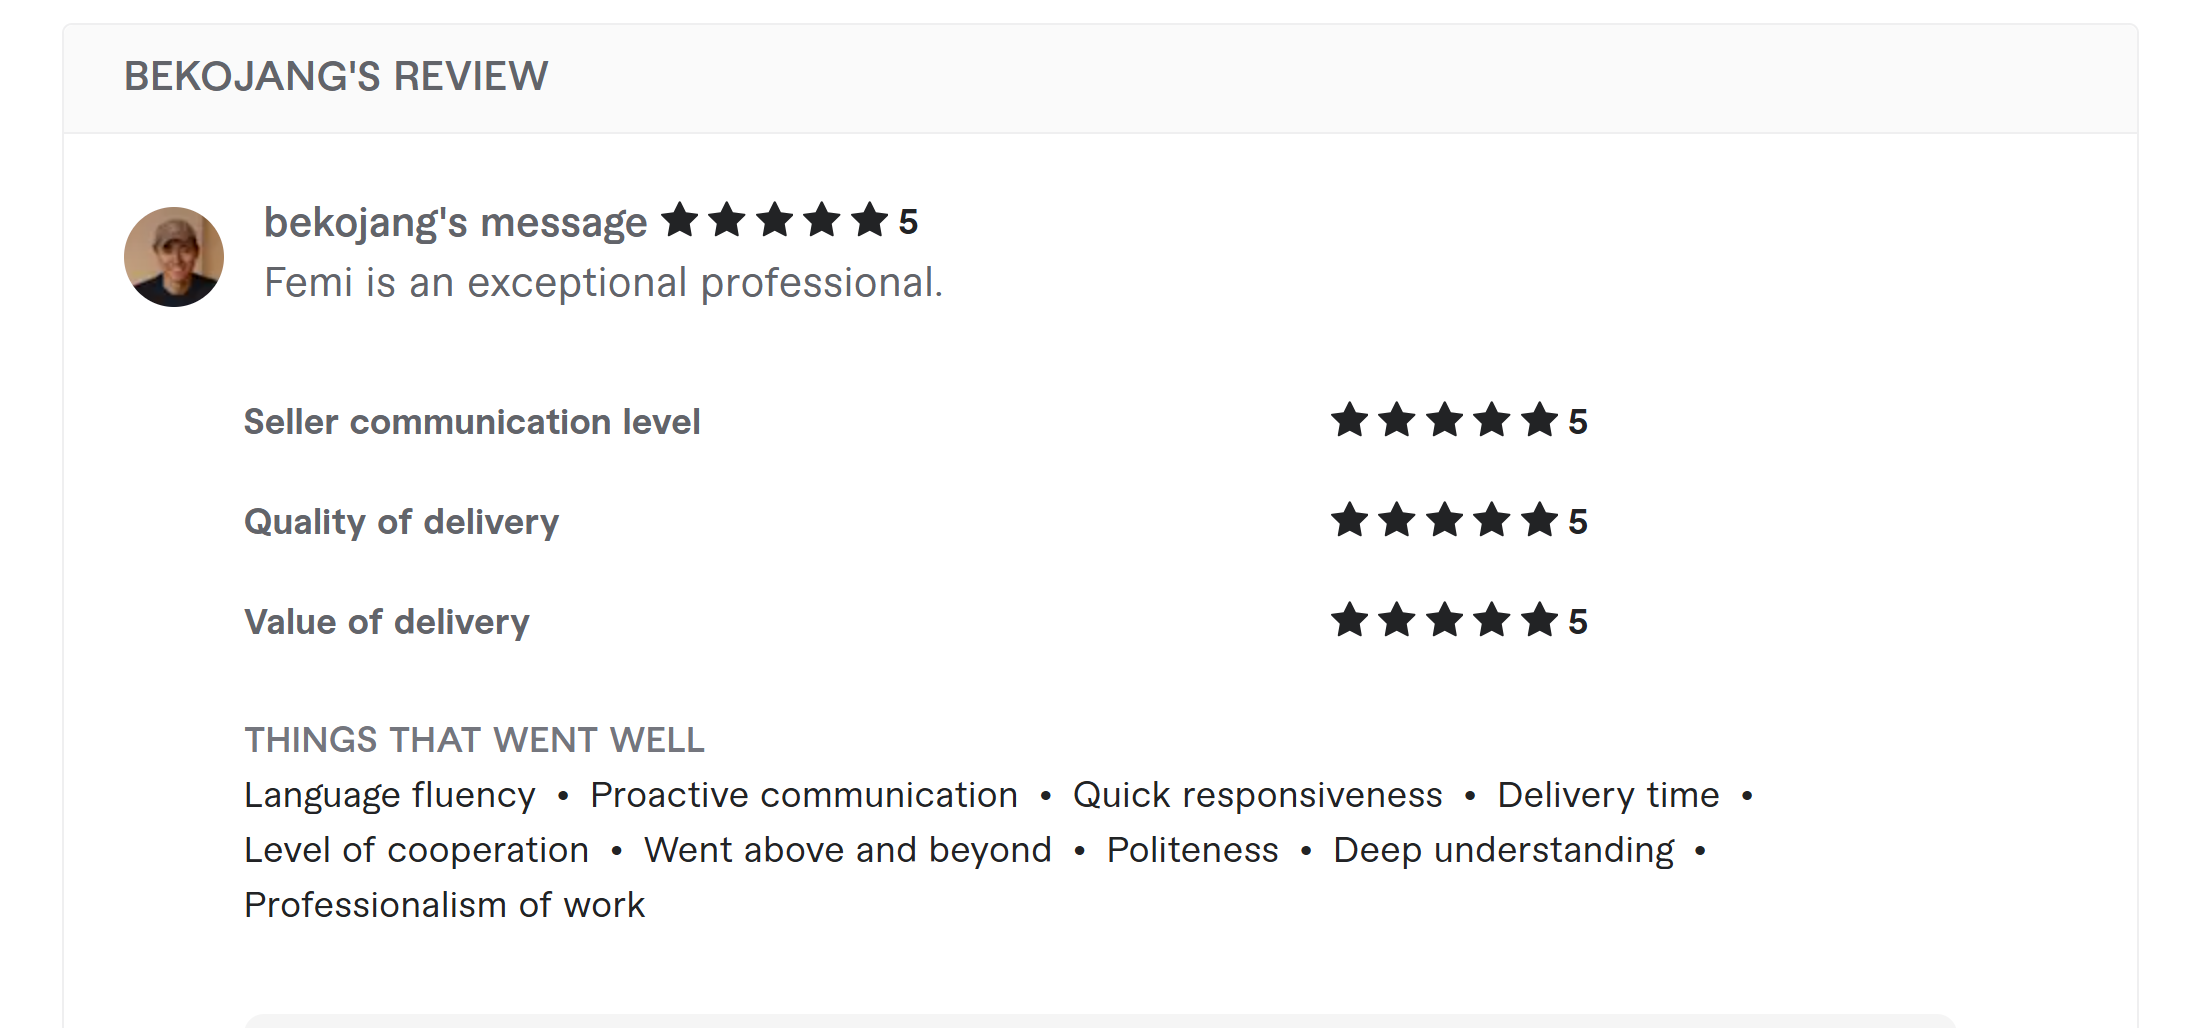 BEKOJANG'S REVIEW
bekojang's message ★★★★★ 5
Femi is an exceptional professional.
Seller communication level ★★★★★ 5
Quality of delivery ★★★★★ 5
Value of delivery ★★★★★ 5
THINGS THAT WENT WELL
Language fluency • Proactive communication • Quick responsiveness • Delivery time •
Level of cooperation • Went above and beyond • Politeness • Deep understanding •
Professionalism of work